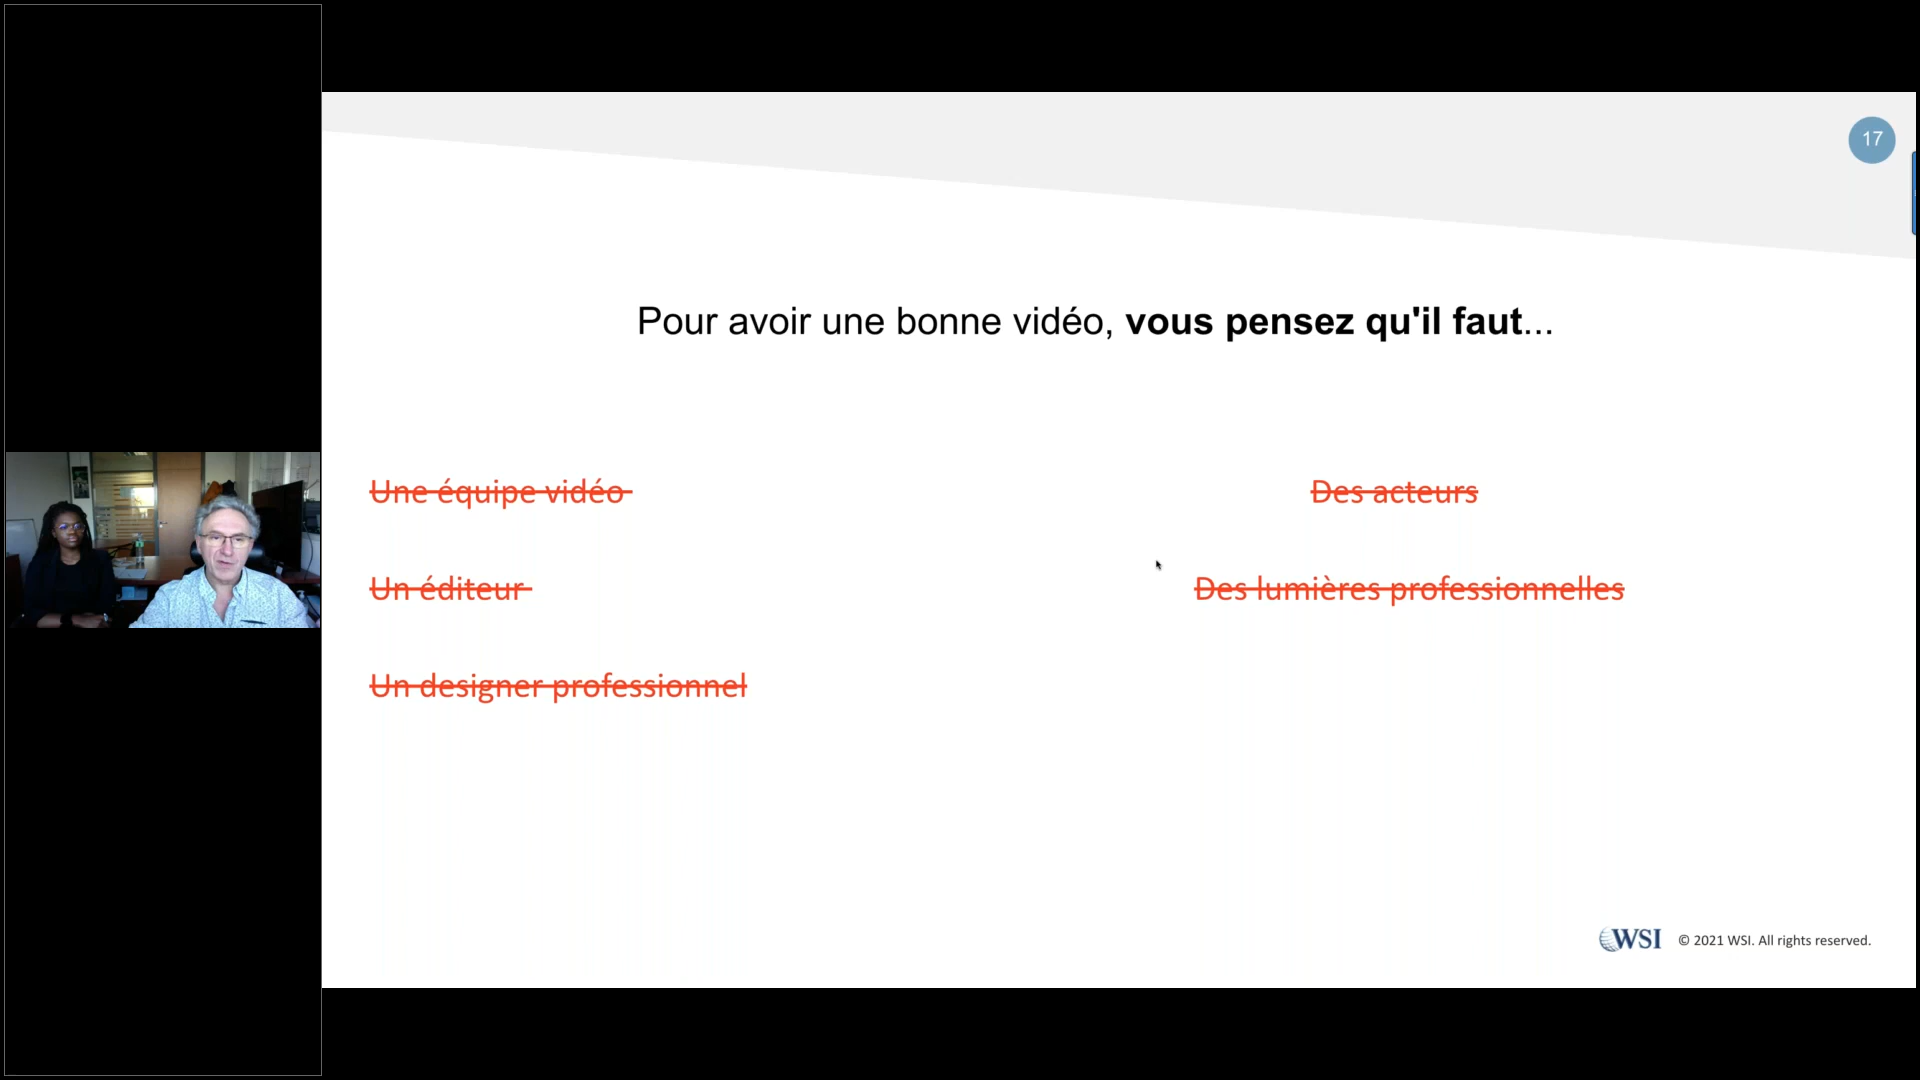 17
Pour avoir une bonne vidéo, vous pensez qu'il faut...
Une équipe vidéo
Des acteurs
Un éditeur
Des lumières professionnelles
Un designer professionnel
WSI © 2021 WSI. All rights reserved.